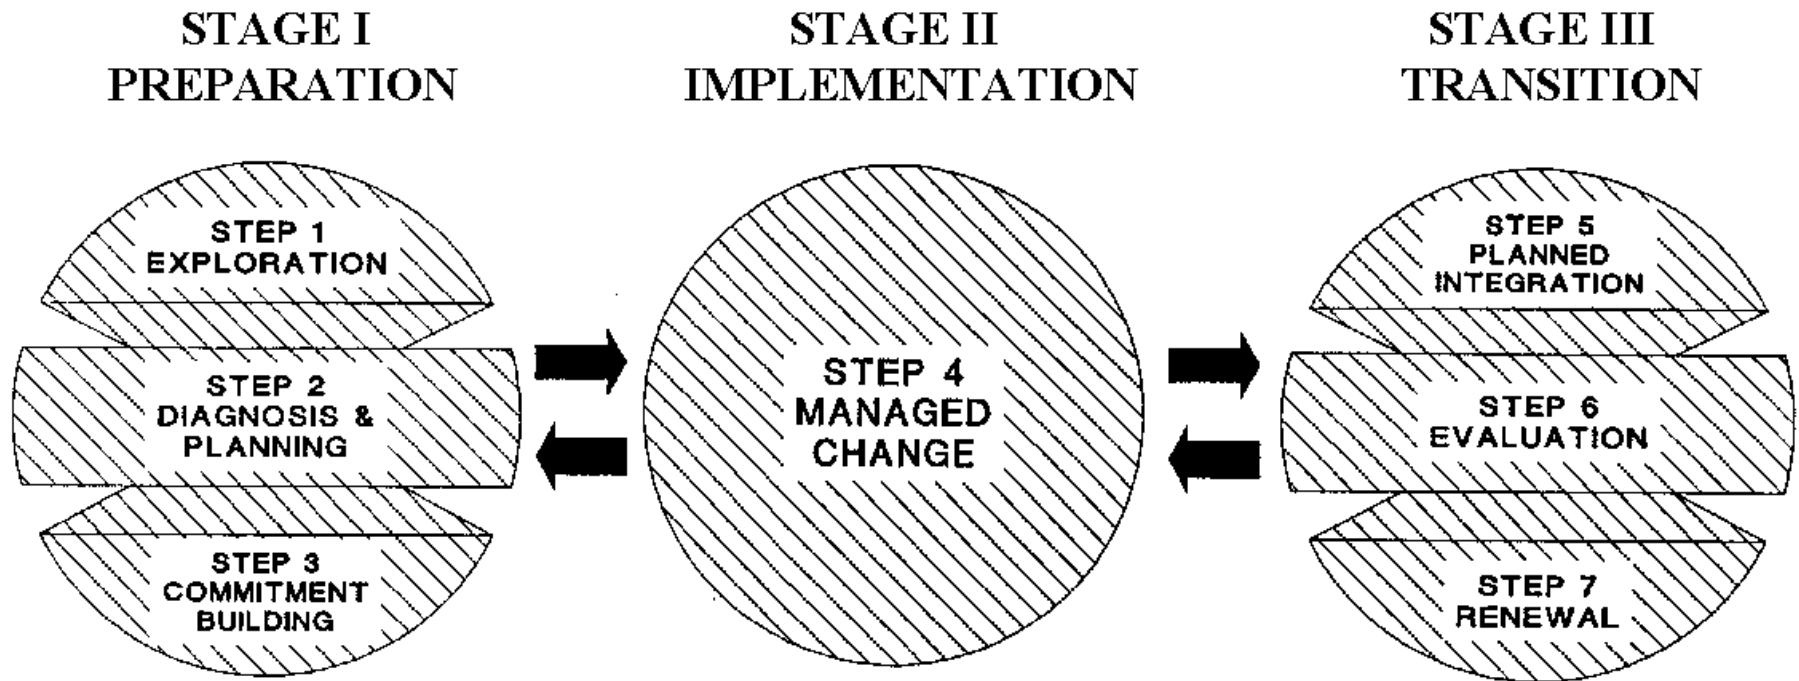 STAGE I
PREPARATION
STAGE II
IMPLEMENTATION
STAGE III
TRANSITION
STEP 1
EXPLORATION
STEP 2
DIAGNOSIS &
PLANNING
STEP 3
COMMITMENT
BUILDING
STEP 4
MANAGED
CHANGE
STEP 5
PLANNED
INTEGRATION
STEP 6
EVALUATION
STEP 7
RENEWAL